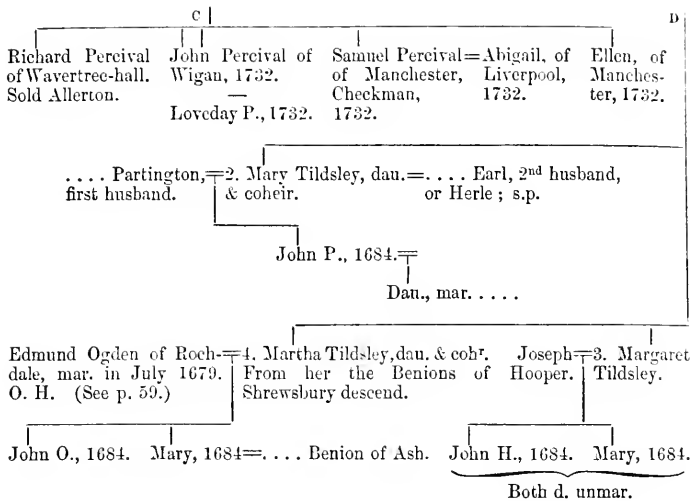 C D
Richard Percival John Percival of Samuel Percival=Abigail, of Ellen, of
of Wavertree-hall. Wigan, 1732. of Manchester, Liverpool, Manches-
Sold Allerton. — Checkman, 1732. ter, 1732.
Loveday P., 1732. 1732.
. . . . Partington,=2. Mary Tildsley, dau.=. . . . Earl, 2nd husband,
first husband. & coheir. or Herle ; s.p.
John P., 1684.=
Dau., mar. . . . .
Edmund Ogden of Roch-=4. Martha Tildsley, dau. & cohr. Joseph=3. Margaret
dale, mar. in July 1679. From her the Benions of Hooper. Tildsley.
O. H. (See p. 59.) Shrewsbury descend.
John O., 1684. Mary, 1684=. . . . Benion of Ash. John H., 1684. Mary, 1684.
Both d. unmar.